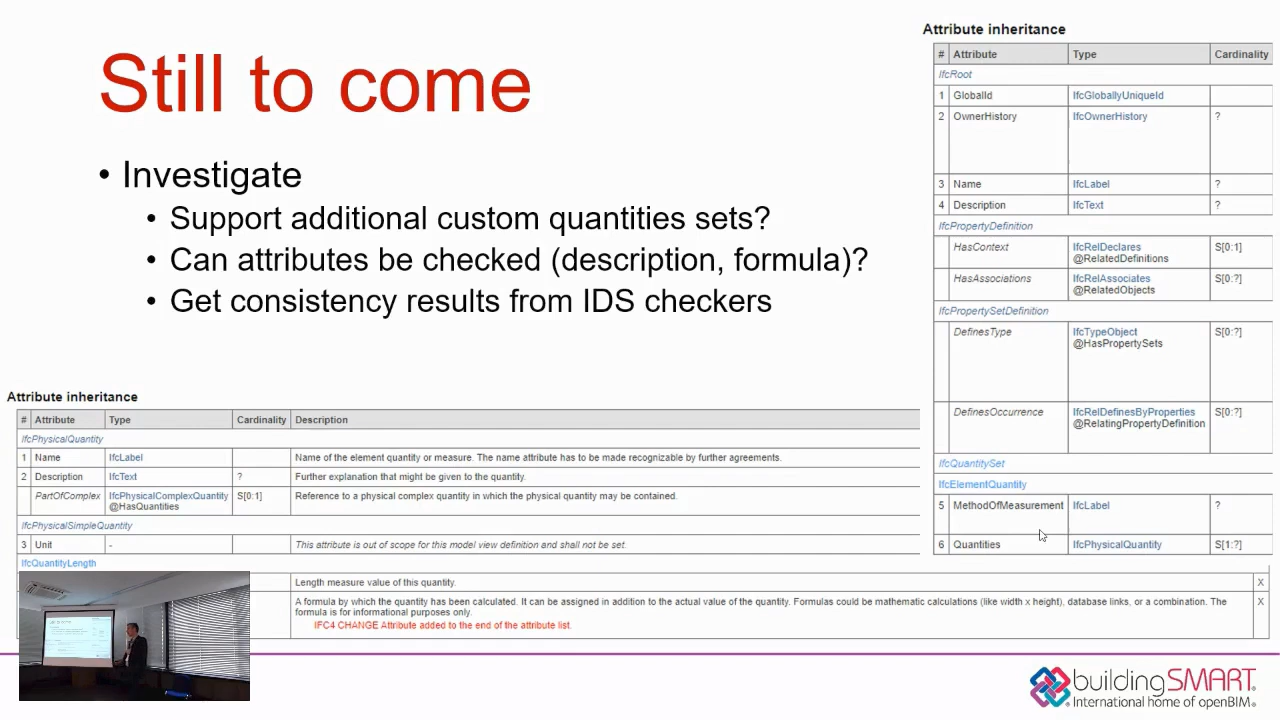 Still to come
• Investigate
• Support additional custom quantities sets?
• Can attributes be checked (description, formula)?
• Get consistency results from IDS checkers
Attribute inheritance
# Attribute Type Cardinality
IfcRoot
1 GlobalId IfcGloballyUniqueId
2 OwnerHistory IfcOwnerHistory ?
3 Name IfcLabel ?
4 Description IfcText ?
IfcPropertyDefinition
HasContext IfcRelDeclares S[0:1]
@RelatedDefinitions
HasAssociations IfcRelAssociates S[0:?]
@RelatedObjects
IfcPropertySetDefinition
DefinesType IfcTypeObject S[0:?]
@HasPropertySets
DefinesOccurrence IfcRelDefinesByProperties S[0:?]
@RelatingPropertyDefinition
IfcQuantitySet
IfcElementQuantity
5 MethodOfMeasurement IfcLabel ?
6 Quantities IfcPhysicalQuantity S[1:?]
Attribute inheritance
# Attribute Type Cardinality Description
IfcPhysicalQuantity
1 Name IfcLabel Name of the element quantity or measure. The name attribute has to be made recognizable by further agreements.
2 Description IfcText ? Further explanation that might be given to the quantity.
PartOfComplex IfcPhysicalComplexQuantity S[0:1] Reference to a physical complex quantity in which the physical quantity may be contained.
@HasQuantities
IfcPhysicalSimpleQuantity
3 Unit - This attribute is out of scope for this model view definition and shall not be set.
IfcQuantityLength
Length measure value of this quantity. X
A formula by which the quantity has been calculated. It can be assigned in addition to the actual value of the quantity. Formulas could be mathematic calculations (like width x height), database links, or a combination. The X
formula is for informational purposes only.
IFC4 CHANGE Attribute added to the end of the attribute list.
buildingSMART®
International home of openBIM®